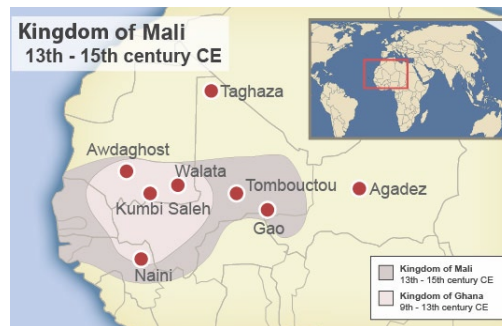 Kingdom of Mali
13th - 15th century CE
Taghaza
Awdaghost
Walata
Tombouctou
Agadez
Kumbi Saleh
Gao
Naini
Kingdom of Mali
13th - 15th century CE
Kingdom of Ghana
9th - 13th century CE